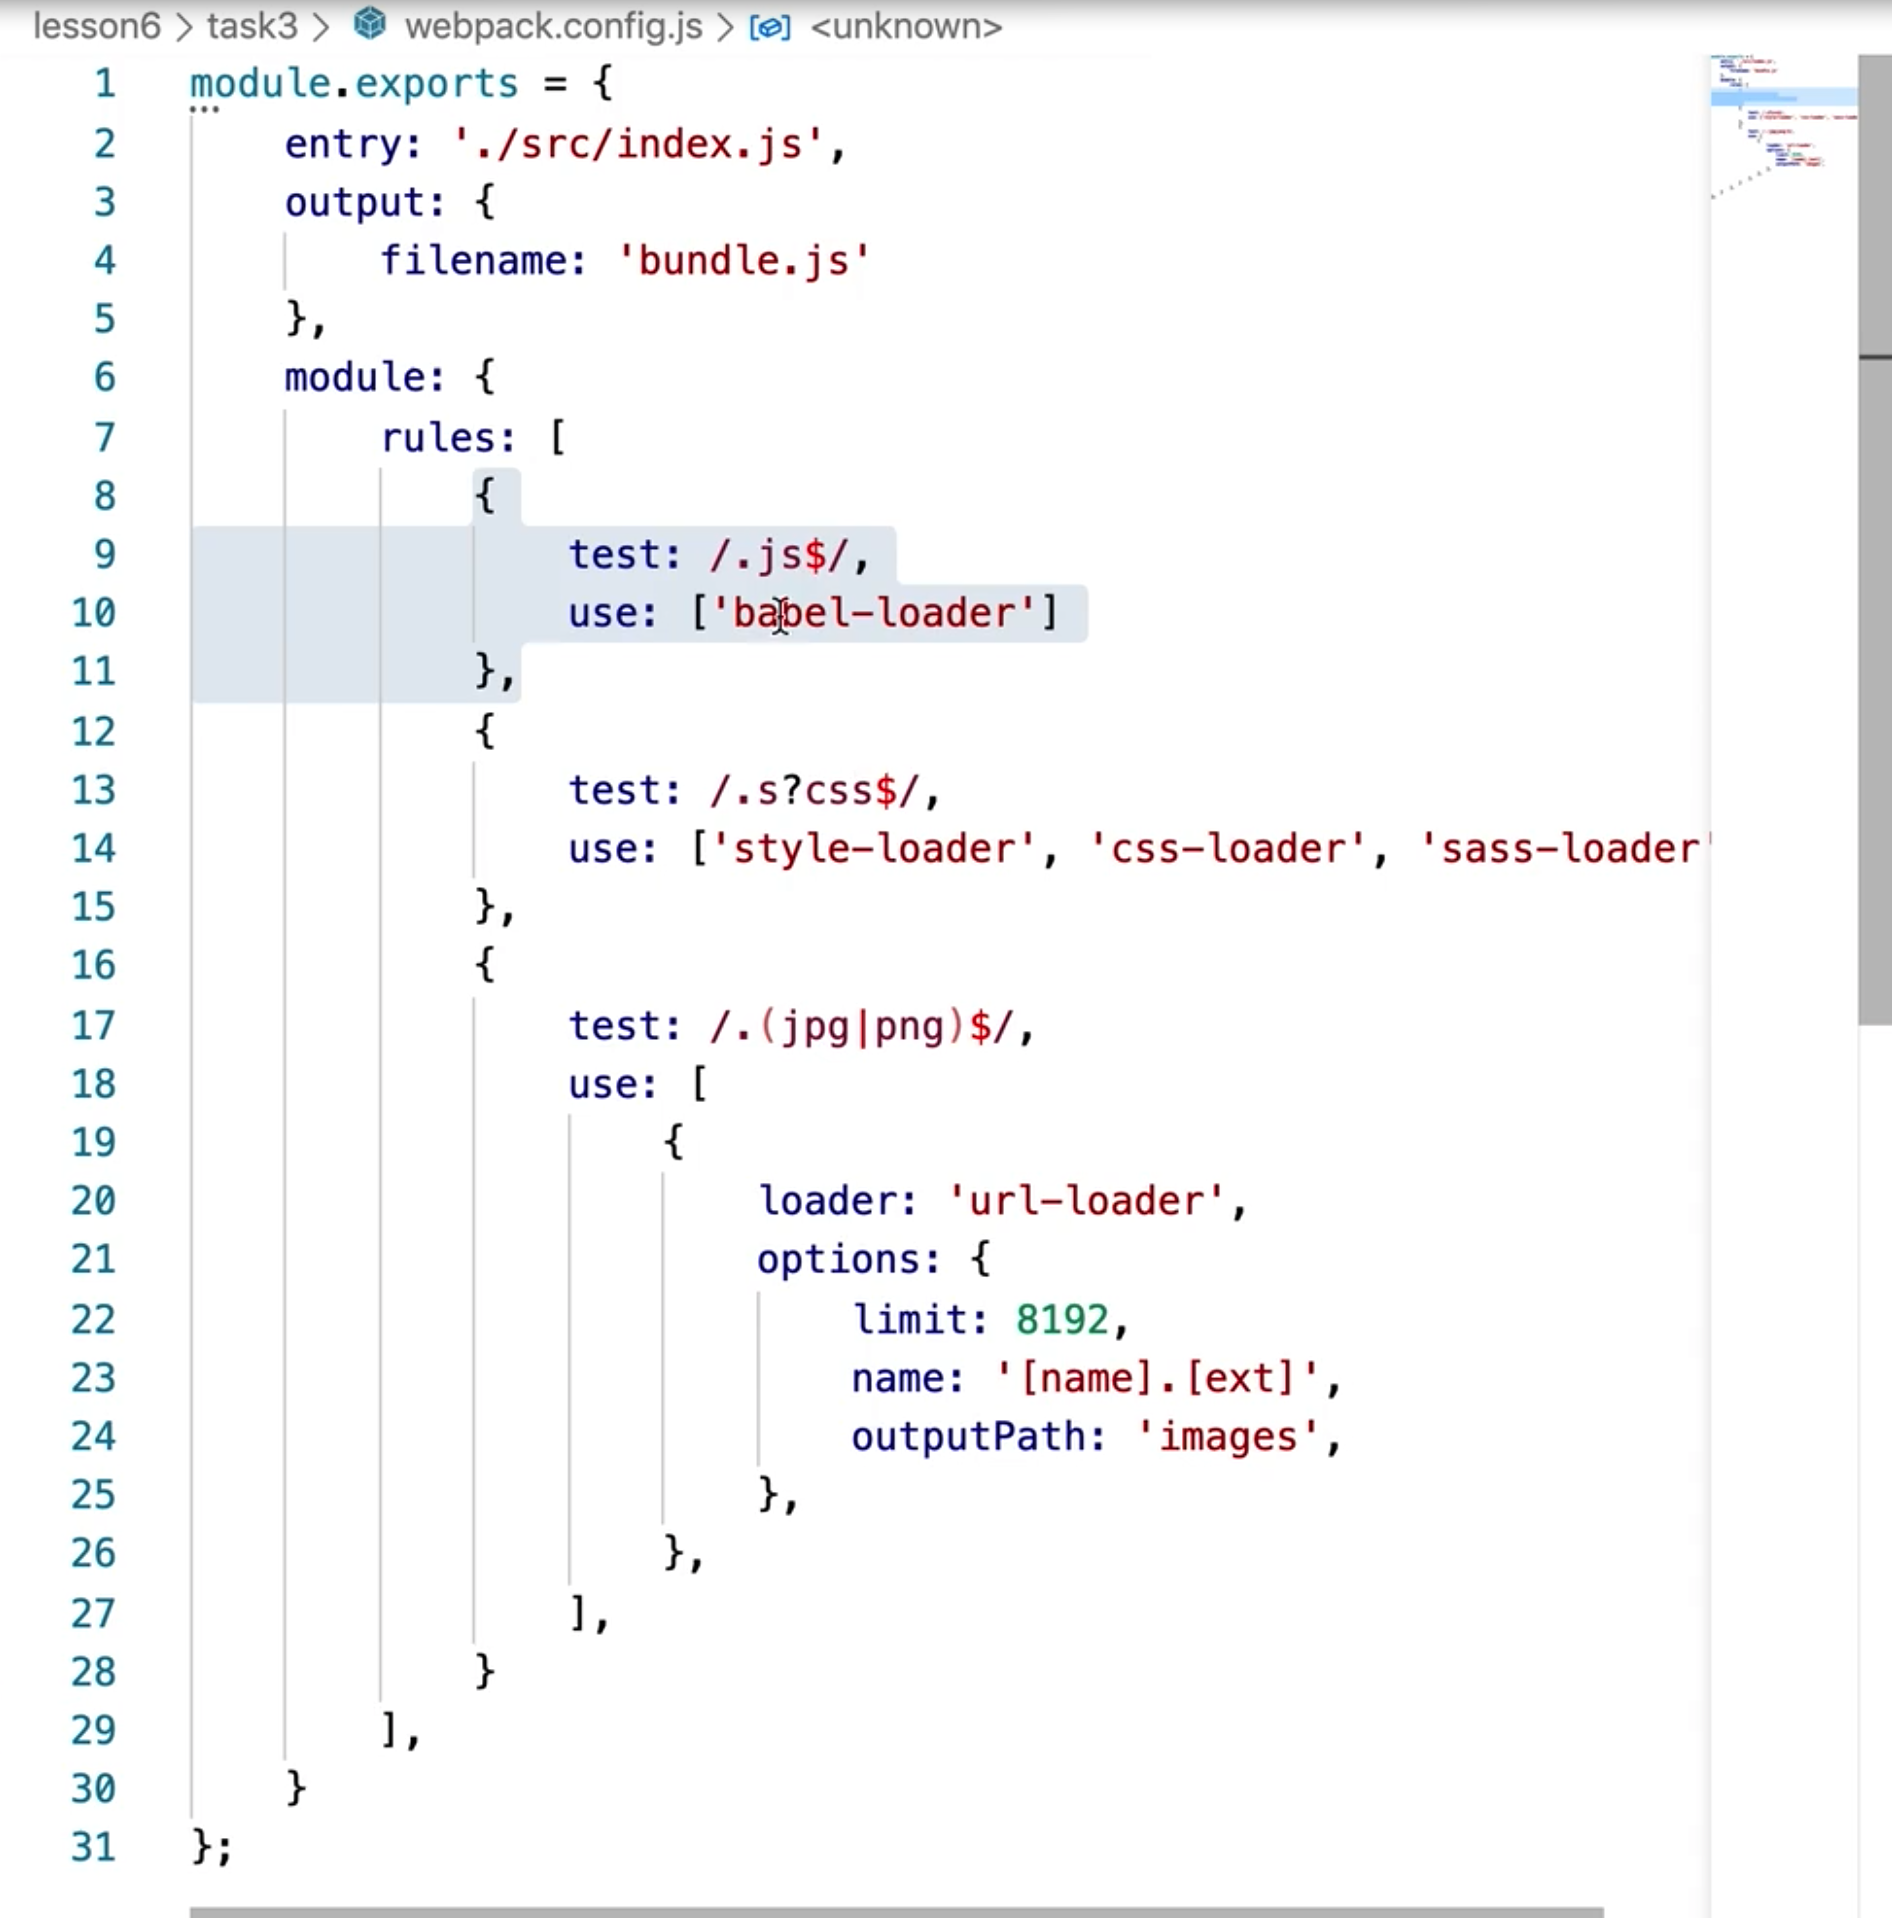 lesson6 > task3 > webpack.config.js > <unknown>
1 module.exports = {
2 entry: './src/index.js',
3 output: {
4 filename: 'bundle.js'
5 },
6 module: {
7 rules: [
8 {
9 test: /.js$/,
10 use: ['babel-loader']
11 },
12 {
13 test: /.s?css$/,
14 use: ['style-loader', 'css-loader', 'sass-loader'
15 },
16 {
17 test: /.(jpg|png)$/,
18 use: [
19 {
20 loader: 'url-loader',
21 options: {
22 limit: 8192,
23 name: '[name].[ext]',
24 outputPath: 'images',
25 },
26 },
27 ],
28 }
29 ],
30 }
31 };